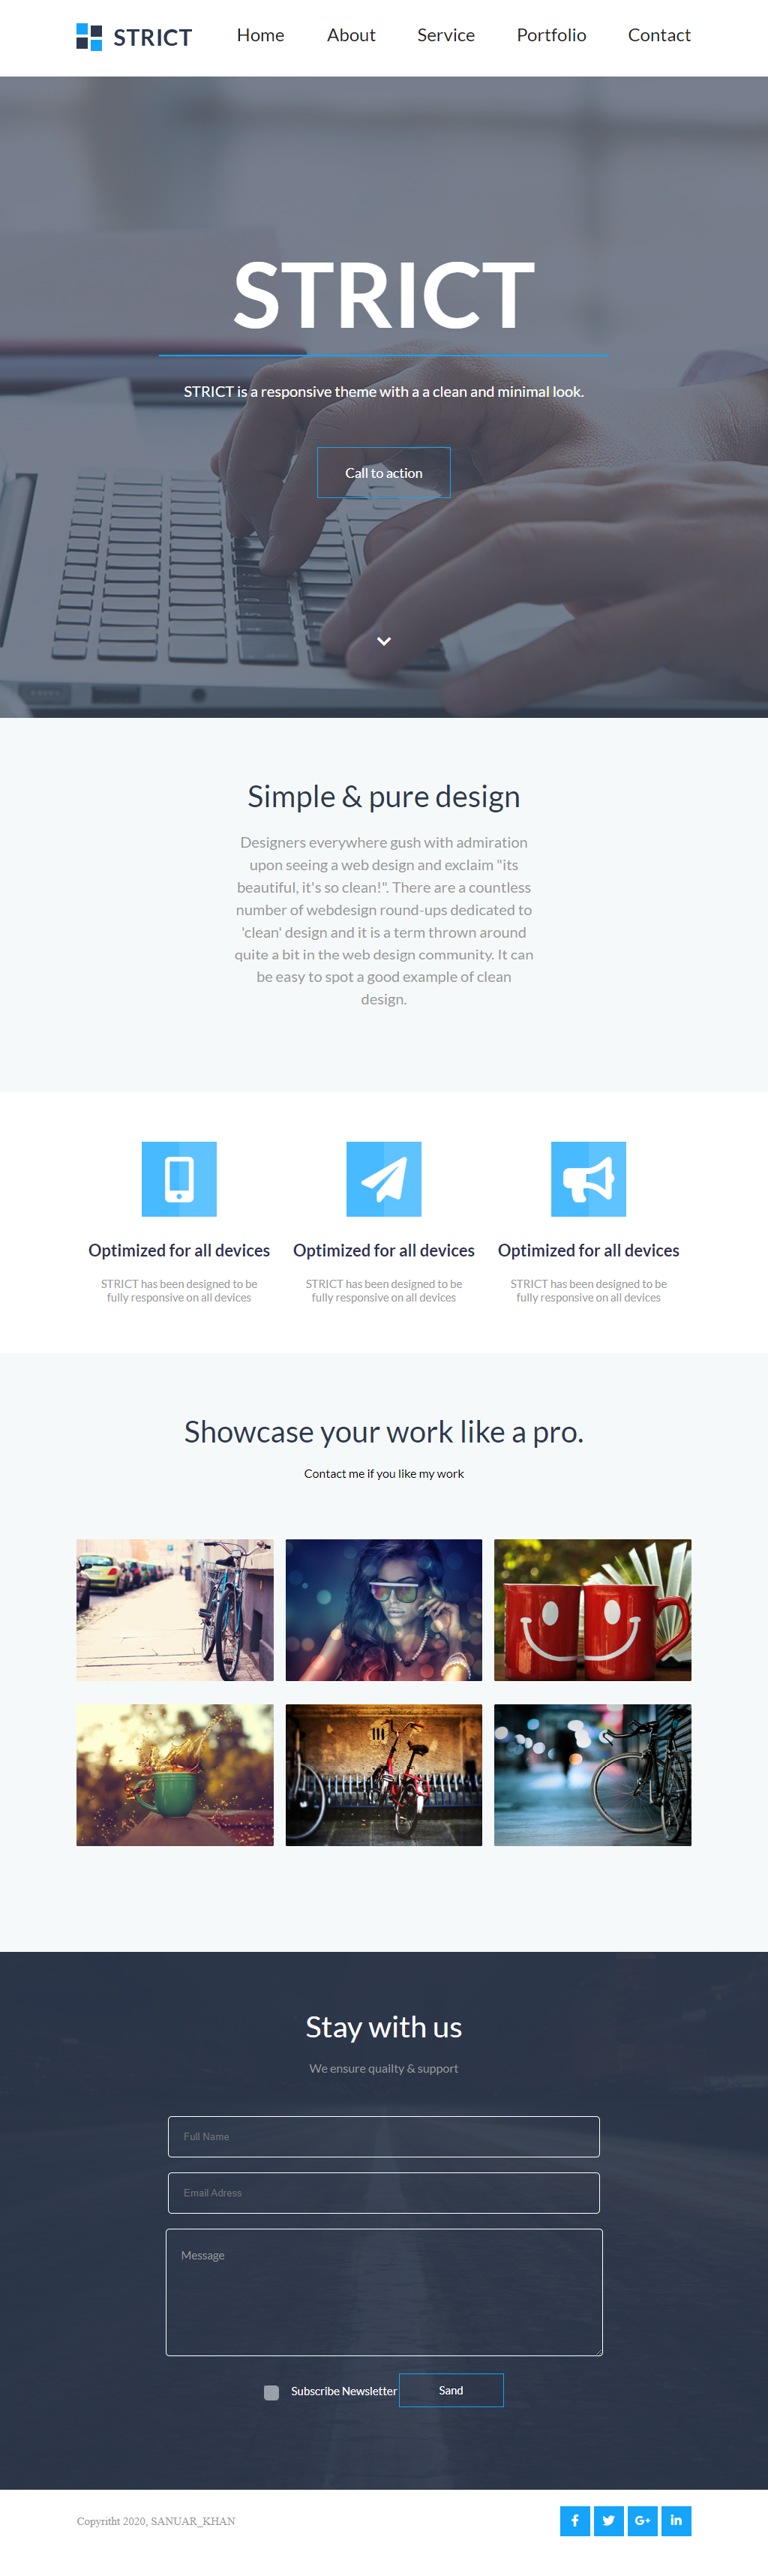 STRICT
Home
About
Service
Portfolio
Contact
STRICT
STRICT is a responsive theme with a a clean and minimal look.
Call to action
Simple & pure design
Designers everywhere gush with admiration
upon seeing a web design and exclaim "its
beautiful, it's so clean!". There are a countless
number of webdesign round-ups dedicated to
'clean' design and it is a term thrown around
quite a bit in the web design community. It can
be easy to spot a good example of clean
design.
Optimized for all devices
STRICT has been designed to be
fully responsive on all devices
Optimized for all devices
STRICT has been designed to be
fully responsive on all devices
Optimized for all devices
STRICT has been designed to be
fully responsive on all devices
Showcase your work like a pro.
Contact me if you like my work
Stay with us
We ensure quailty & support
Full Name
Email Adress
Message
Subscribe Newsletter
Sand
Copyritht 2020, SANUAR_KHAN